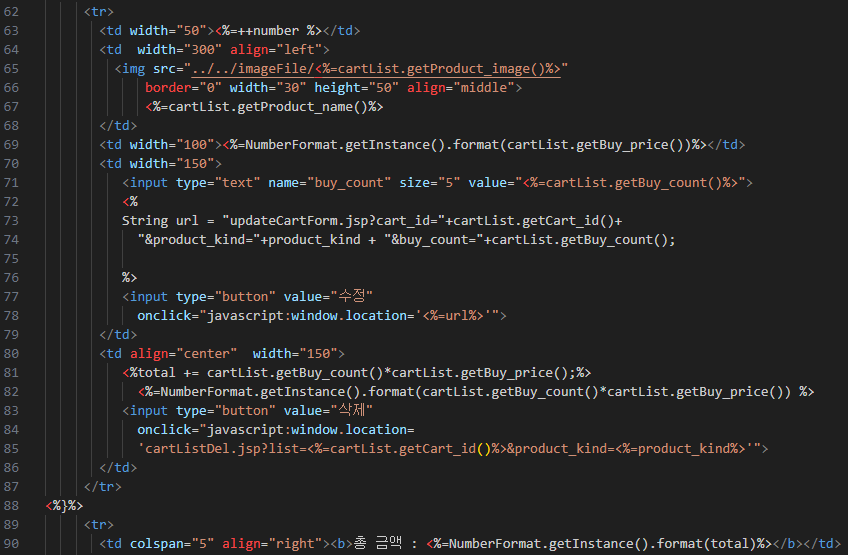 62 <tr>
63 <td width="50"><%=++number %></td>
64 <td  width="300" align="left">
65 <img src="../../imageFile/<%=cartList.getProduct_image()%>"
66 border="0" width="30" height="50" align="middle">
67 <%=cartList.getProduct_name()%>
68 </td>
69 <td width="100"><%=NumberFormat.getInstance().format(cartList.getBuy_price())%></td>
70 <td width="150">
71 <input type="text" name="buy_count" size="5" value="<%=cartList.getBuy_count()%>">
72 <%
73 String url = "updateCartForm.jsp?cart_id="+cartList.getCart_id()+
74 "&product_kind="+product_kind + "&buy_count="+cartList.getBuy_count();
75
76 %>
77 <input type="button" value="수정"
78 onclick="javascript:window.location='<%=url%>'">
79 </td>
80 <td align="center"  width="150">
81 <%total += cartList.getBuy_count()*cartList.getBuy_price();%>
82 <%=NumberFormat.getInstance().format(cartList.getBuy_count()*cartList.getBuy_price()) %>
83 <input type="button" value="삭제"
84 onclick="javascript:window.location=
85 'cartListDel.jsp?list=<%=cartList.getCart_id()%>&product_kind=<%=product_kind%>'">
86 </td>
87 </tr>
88 <%}%>
89 <tr>
90 <td colspan="5" align="right"><b>총 금액 : <%=NumberFormat.getInstance().format(total)%></b></td>